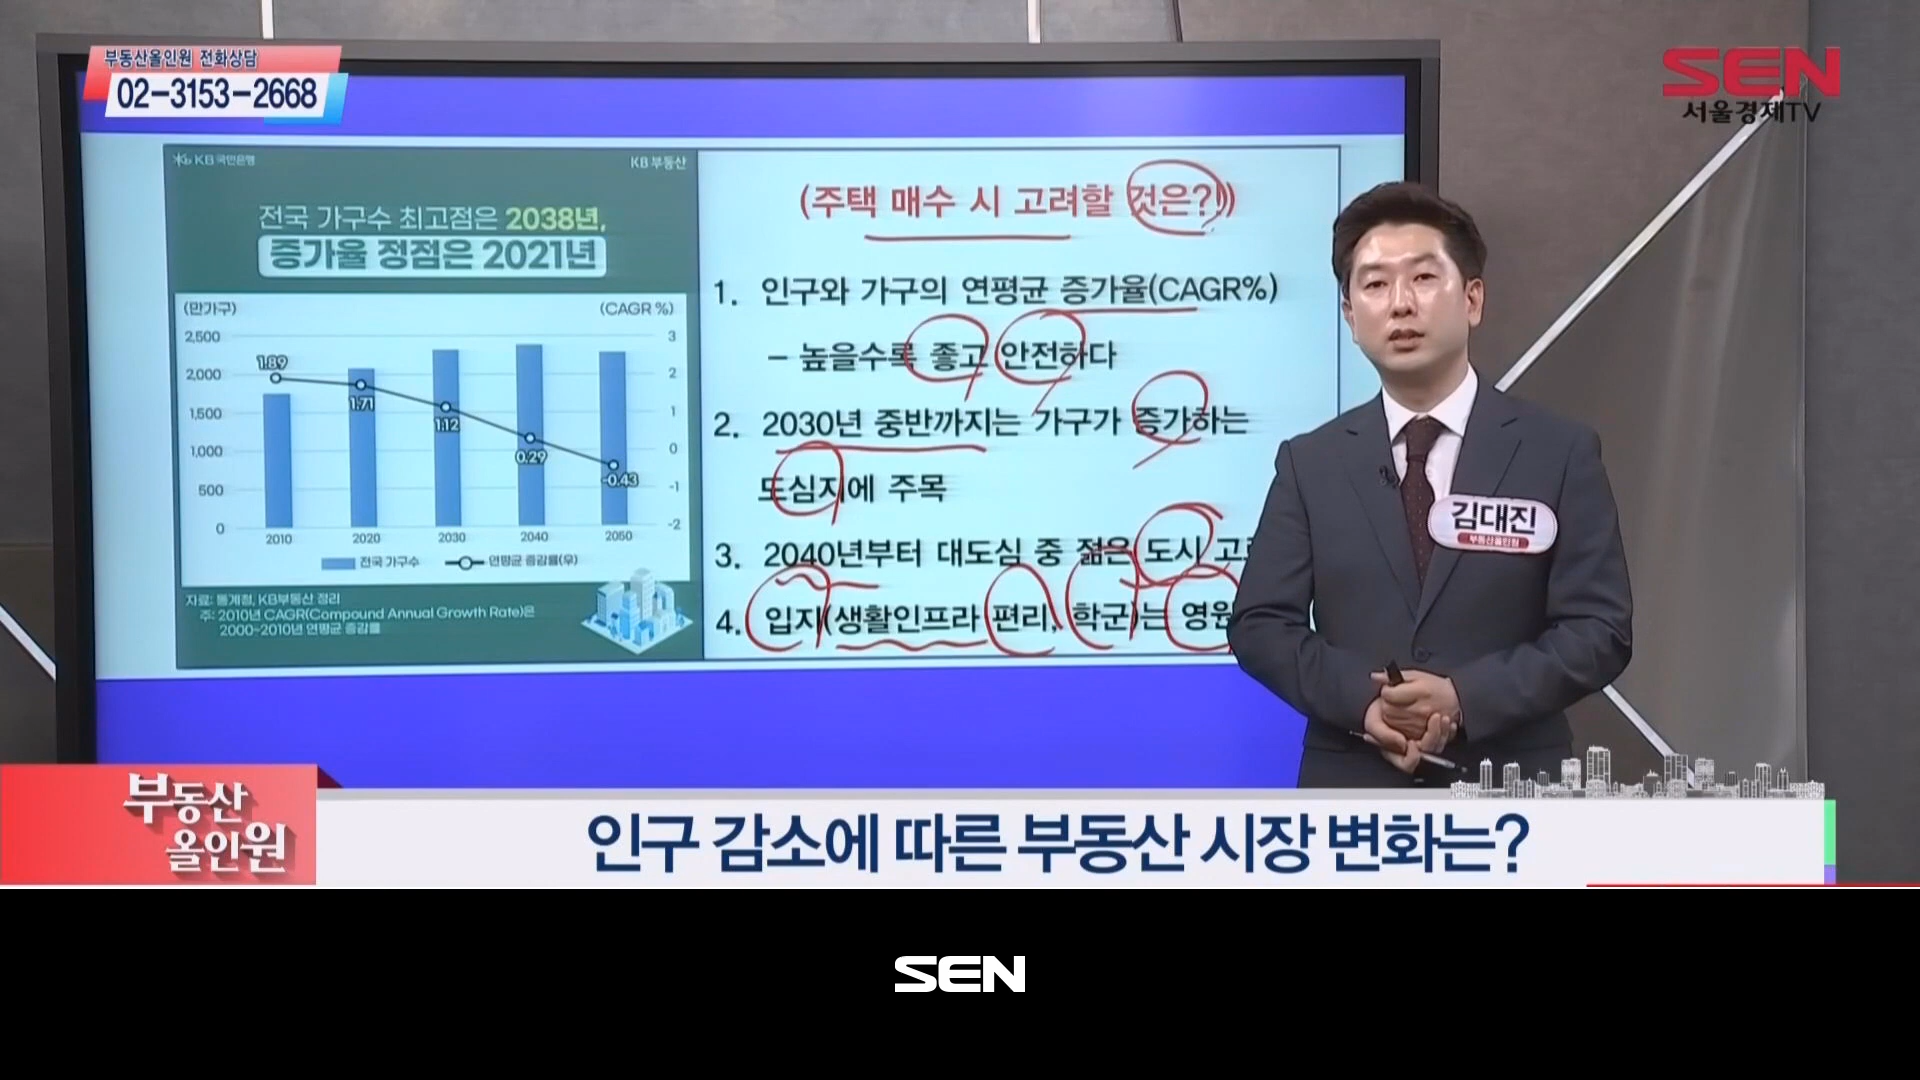 부동산올인원 전화상담
02-3153-2668
SEN
서울경제TV
KB 국민은행
KB 부동산
전국 가구수 최고점은 2038년,
증가율 정점은 2021년
(만가구)
(CAGR %)
2,500
2,000
1,500
1,000
500
0
3
2
1
0
-1
-2
1.89
1.71
1.12
0.29
-0.43
2010 2020 2030 2040 2050
전국 가구수 연평균 증감률(우)
자료: 통계청, KB부동산 정리
주: 2010년 CAGR(Compound Annual Growth Rate)은
2000~2010년 연평균 증감률
(주택 매수 시 고려할 것은?!)
1. 인구와 가구의 연평균 증가율(CAGR%)
– 높을수록 좋고 안전하다
2. 2030년 중반까지는 가구가 증가하는
도심지에 주목
3. 2040년부터 대도심 중 젊은 도시 고
4. 입지(생활인프라 편리, 학군)는 영원
김대진
부동산올인원
부동산
올인원
인구 감소에 따른 부동산 시장 변화는?
SEN